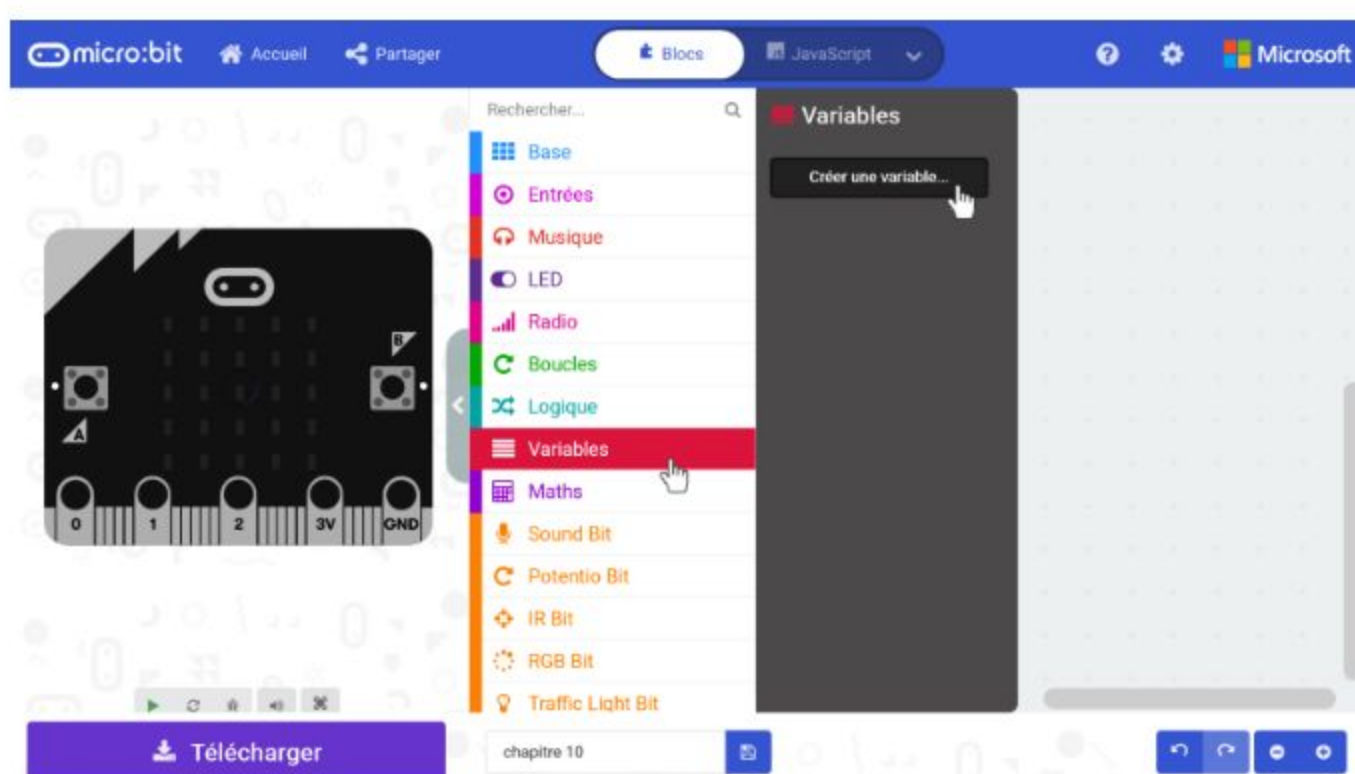 micro:bit Accueil Partager Blocs JavaScript Microsoft
Rechercher...
Base
Entrées
Musique
LED
Radio
Boucles
Logique
Variables
Maths
Sound Bit
Potentio Bit
IR Bit
RGB Bit
Traffic Light Bit
Variables
Créer une variable...
B
A
0 1 2 3V GND
Télécharger
chapitre 10